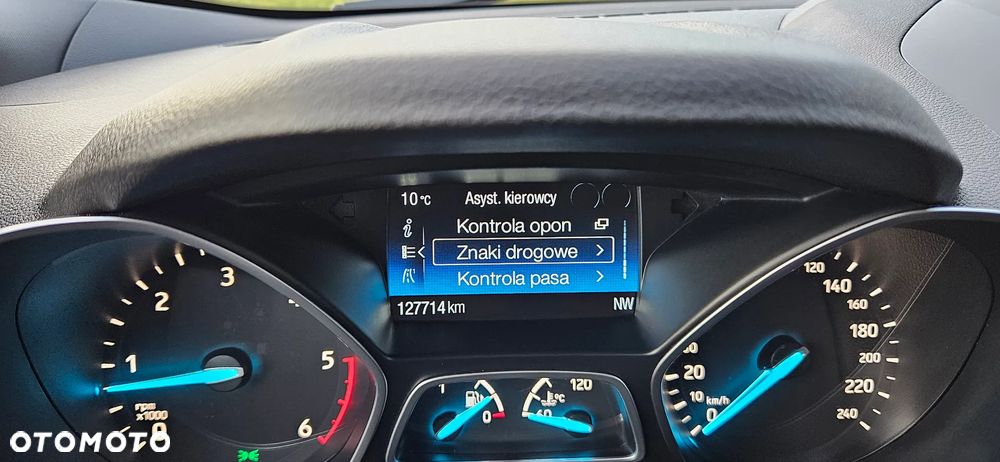 10°C Asyst. kierowcy
i Kontrola opon
Znaki drogowe >
Kontrola pasa >
127714 km NW
1 2 3 5 6
rpm x1000
0
1 0
60 °C 120
0 10 km/h 20
120 140 160 180 200 220 240
OTOMOTO